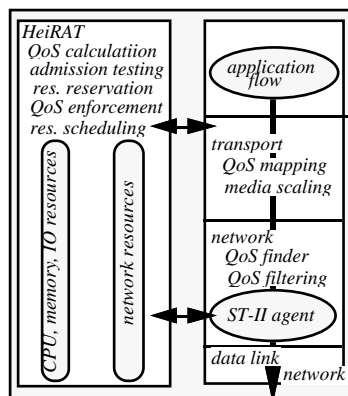 HeiRAT
QoS calculatiion
admission testing
res. reservation
QoS enforcement
res. scheduling
CPU, memory, IO resources
network resources
application
flow
transport
QoS mapping
media scaling
network
QoS finder
QoS filtering
ST-II agent
data link
network